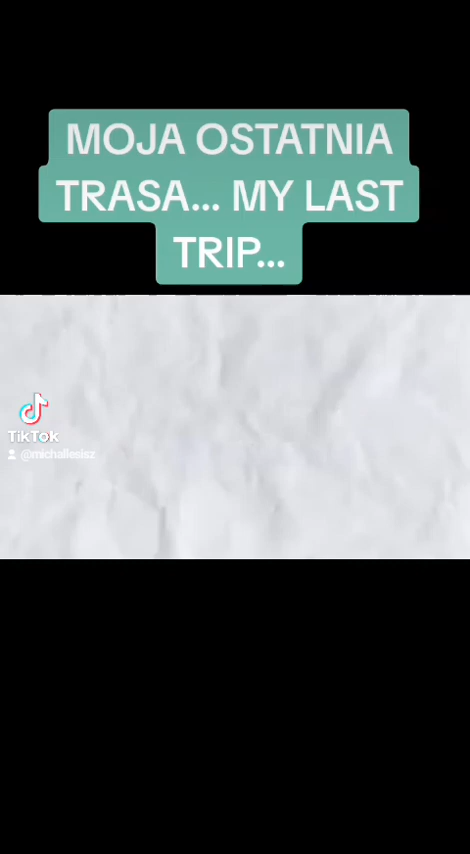 MOJA OSTATNIA
TRASA... MY LAST
TRIP...
TikTok
@michallesisz